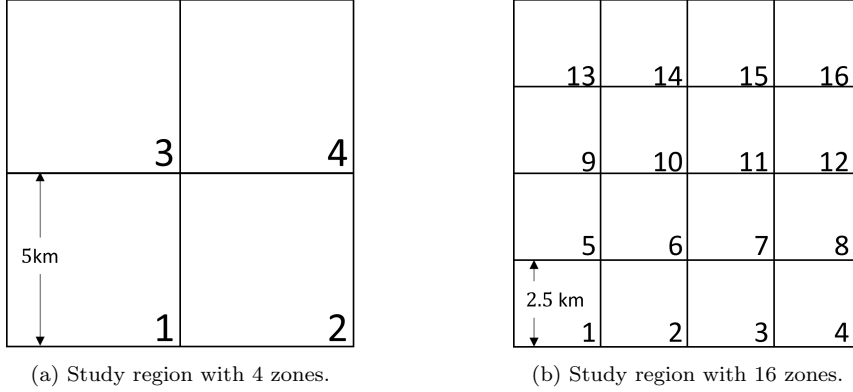 13 14 15 16
3 4
9 10 11 12
5km
5 6 7 8
2.5 km
1 2
1 2 3 4
(a) Study region with 4 zones.
(b) Study region with 16 zones.